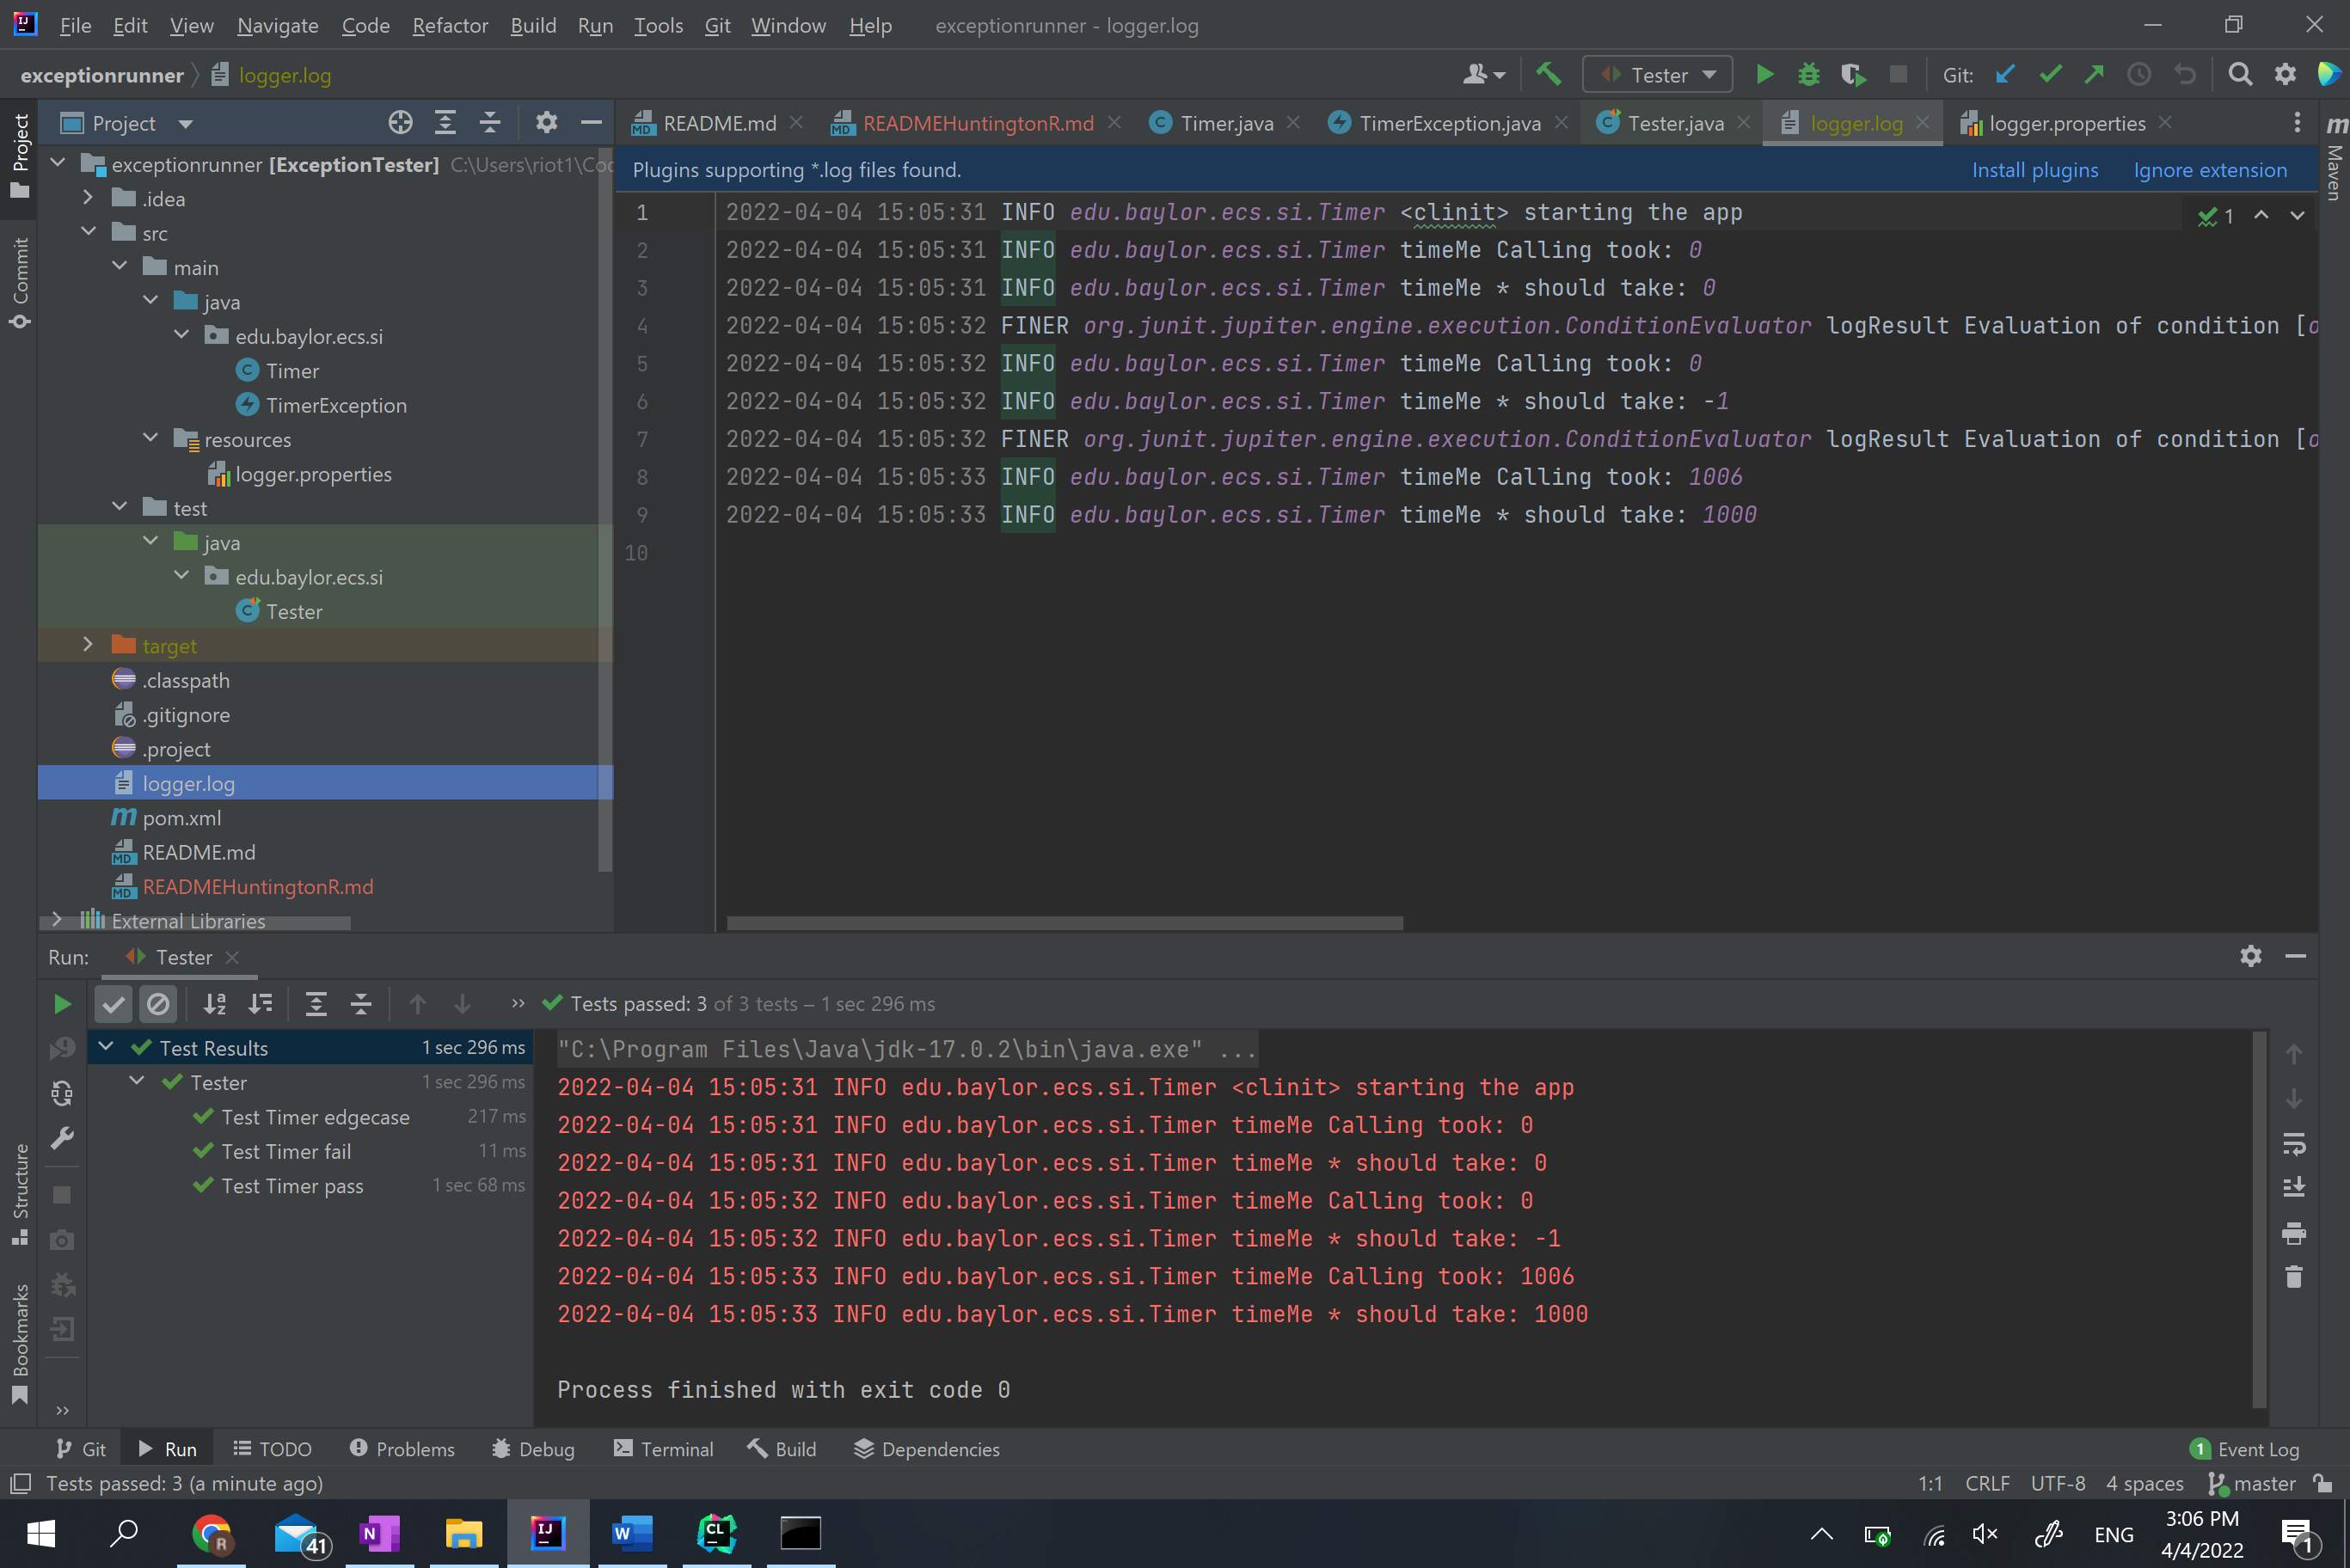 File Edit View Navigate Code Refactor Build Run Tools Git Window Help exceptionrunner - logger.log
exceptionrunner logger.log Tester Git:
Project
README.md READMEHuntingtonR.md Timer.java TimerException.java Tester.java logger.log logger.properties
Project
Commit
Structure
Bookmarks
Maven
exceptionrunner [ExceptionTester] C:\Users\riot1\Cod
.idea
src
main
java
edu.baylor.ecs.si
Timer
TimerException
resources
logger.properties
test
java
edu.baylor.ecs.si
Tester
target
.classpath
.gitignore
.project
logger.log
pom.xml
README.md
READMEHuntingtonR.md
External Libraries
Plugins supporting *.log files found. Install plugins Ignore extension
1 2022-04-04 15:05:31 INFO edu.baylor.ecs.si.Timer <clinit> starting the app 1
2 2022-04-04 15:05:31 INFO edu.baylor.ecs.si.Timer timeMe Calling took: 0
3 2022-04-04 15:05:31 INFO edu.baylor.ecs.si.Timer timeMe * should take: 0
4 2022-04-04 15:05:32 FINER org.junit.jupiter.engine.execution.ConditionEvaluator logResult Evaluation of condition [o
5 2022-04-04 15:05:32 INFO edu.baylor.ecs.si.Timer timeMe Calling took: 0
6 2022-04-04 15:05:32 INFO edu.baylor.ecs.si.Timer timeMe * should take: -1
7 2022-04-04 15:05:32 FINER org.junit.jupiter.engine.execution.ConditionEvaluator logResult Evaluation of condition [o
8 2022-04-04 15:05:33 INFO edu.baylor.ecs.si.Timer timeMe Calling took: 1006
9 2022-04-04 15:05:33 INFO edu.baylor.ecs.si.Timer timeMe * should take: 1000
10
Run: Tester
Tests passed: 3 of 3 tests – 1 sec 296 ms
Test Results 1 sec 296 ms
Tester 1 sec 296 ms
Test Timer edgecase 217 ms
Test Timer fail 11 ms
Test Timer pass 1 sec 68 ms
"C:\Program Files\Java\jdk-17.0.2\bin\java.exe" ...
2022-04-04 15:05:31 INFO edu.baylor.ecs.si.Timer <clinit> starting the app
2022-04-04 15:05:31 INFO edu.baylor.ecs.si.Timer timeMe Calling took: 0
2022-04-04 15:05:31 INFO edu.baylor.ecs.si.Timer timeMe * should take: 0
2022-04-04 15:05:32 INFO edu.baylor.ecs.si.Timer timeMe Calling took: 0
2022-04-04 15:05:32 INFO edu.baylor.ecs.si.Timer timeMe * should take: -1
2022-04-04 15:05:33 INFO edu.baylor.ecs.si.Timer timeMe Calling took: 1006
2022-04-04 15:05:33 INFO edu.baylor.ecs.si.Timer timeMe * should take: 1000
Process finished with exit code 0
Git Run TODO Problems Debug Terminal Build Dependencies 1 Event Log
Tests passed: 3 (a minute ago) 1:1 CRLF UTF-8 4 spaces master
41 ENG 3:06 PM
4/4/2022 1